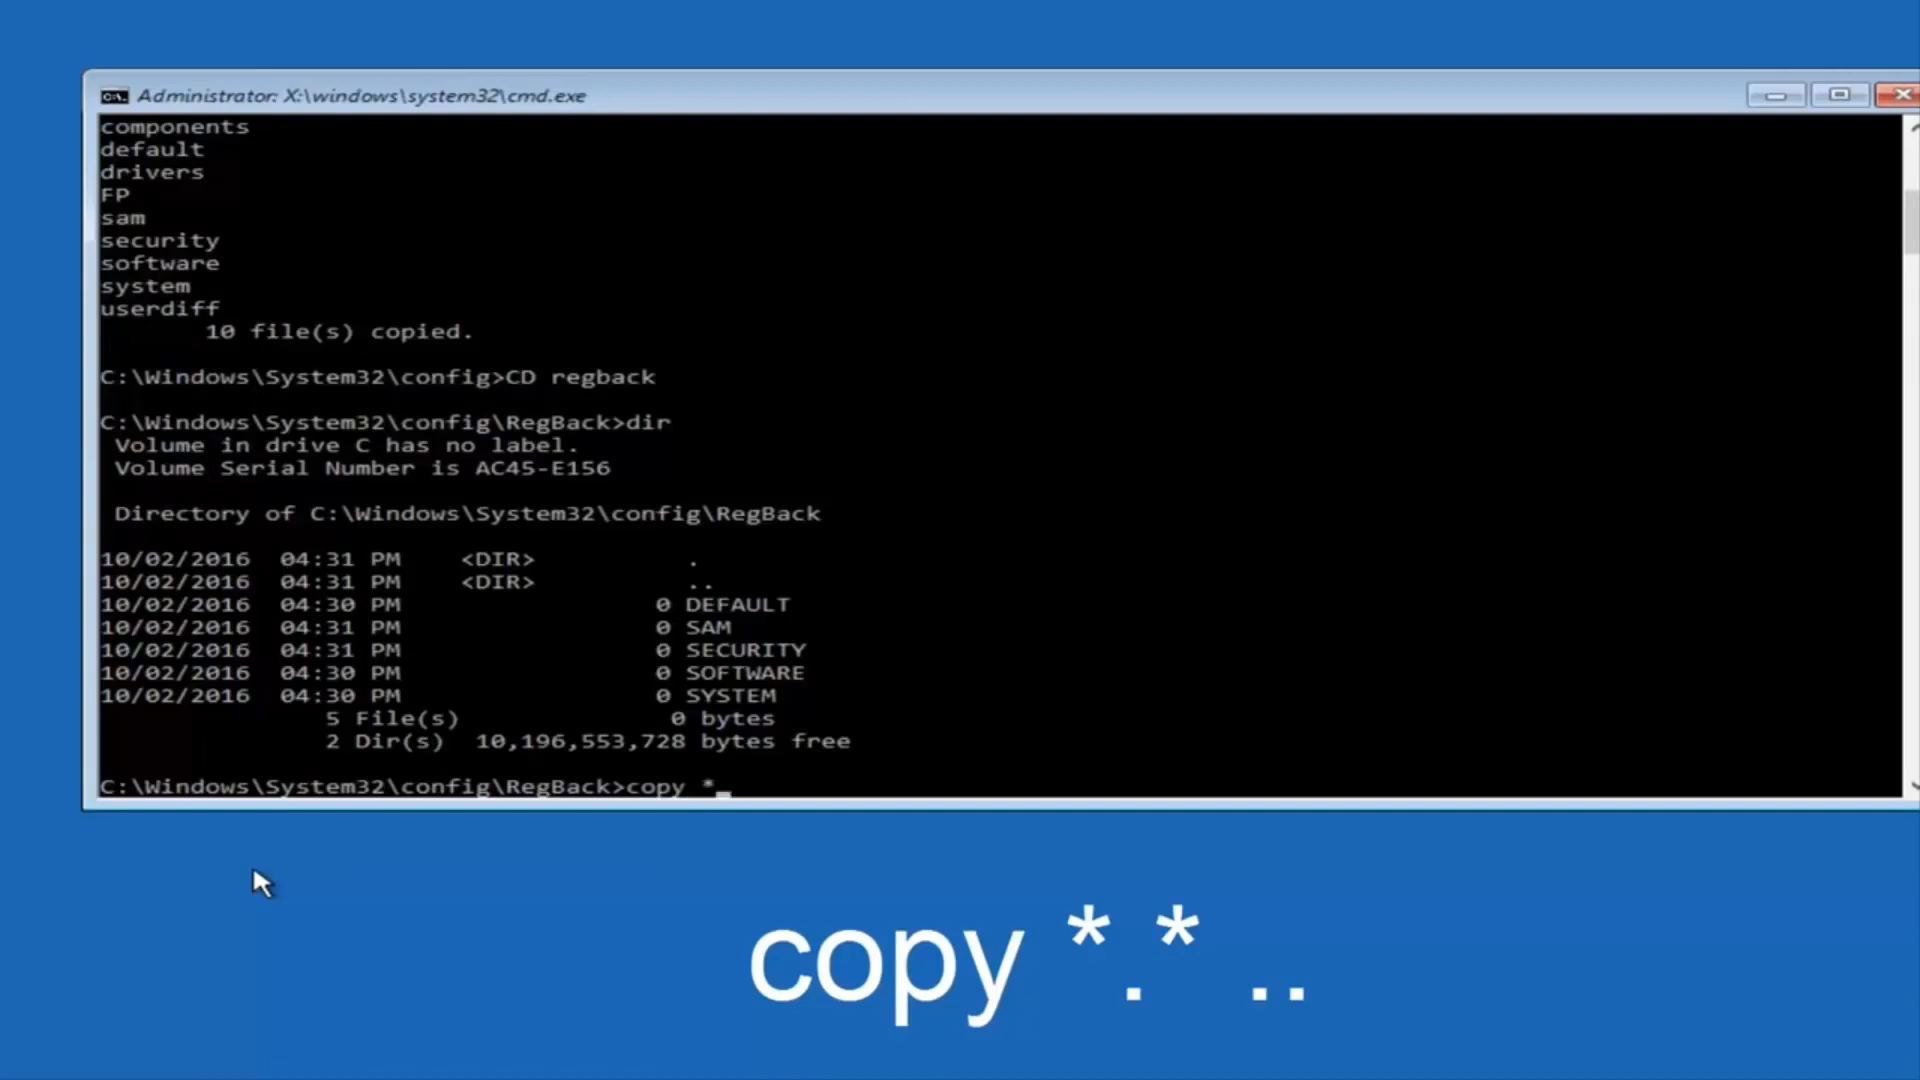 Administrator: X:\windows\system32\cmd.exe
components
default
drivers
FP
sam
security
software
system
userdiff
10 file(s) copied.
C:\Windows\System32\config>CD regback
C:\Windows\System32\config\RegBack>dir
Volume in drive C has no label.
Volume Serial Number is AC45-E156
Directory of C:\Windows\System32\config\RegBack
10/02/2016 04:31 PM <DIR> .
10/02/2016 04:31 PM <DIR> ..
10/02/2016 04:30 PM 0 DEFAULT
10/02/2016 04:31 PM 0 SAM
10/02/2016 04:31 PM 0 SECURITY
10/02/2016 04:30 PM 0 SOFTWARE
10/02/2016 04:30 PM 0 SYSTEM
5 File(s) 0 bytes
2 Dir(s) 10,196,553,728 bytes free
C:\Windows\System32\config\RegBack>copy *_
copy *.* ..